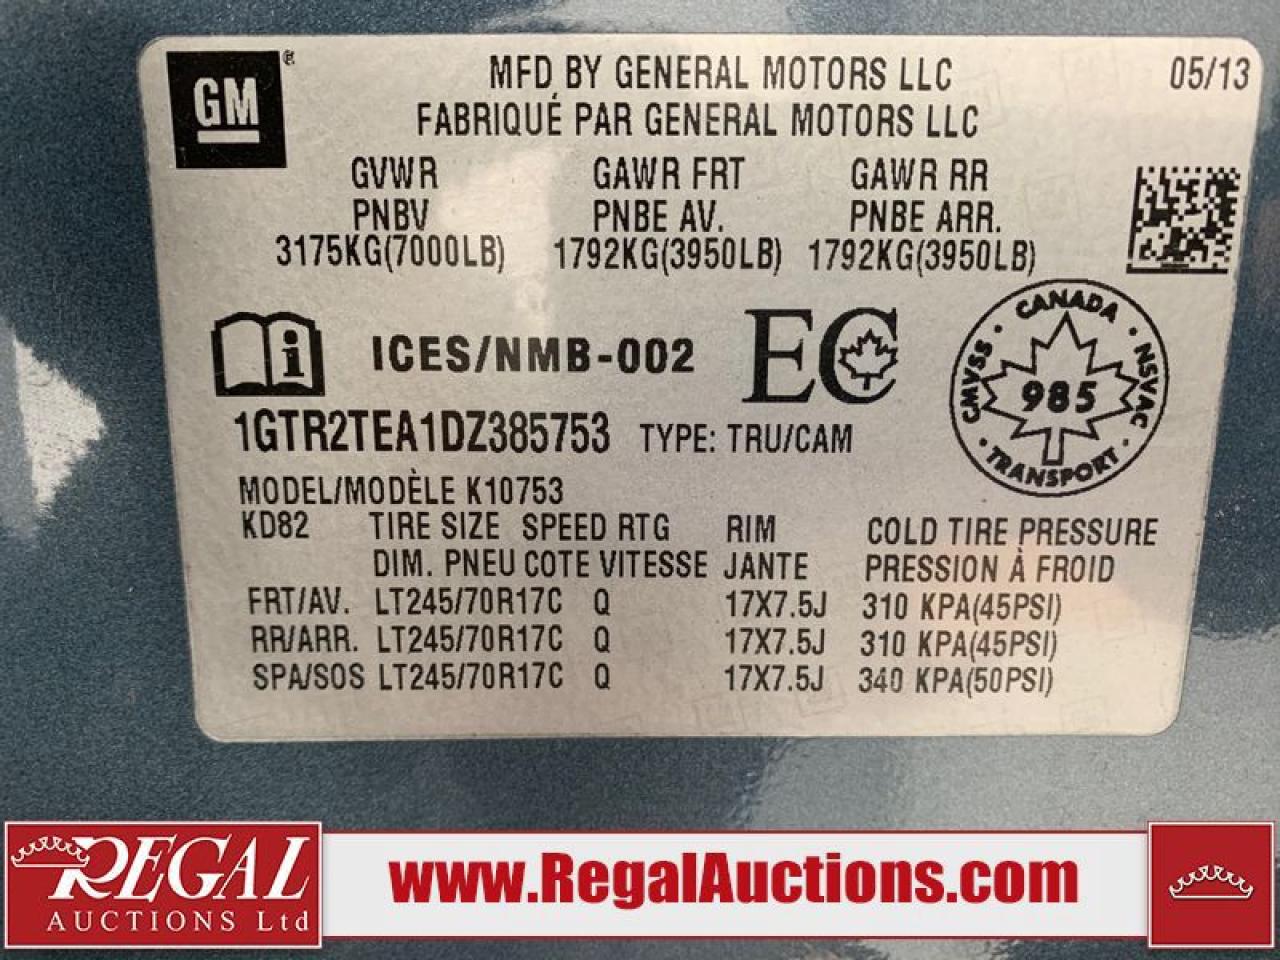 GM®
MFD BY GENERAL MOTORS LLC 05/13
FABRIQUÉ PAR GENERAL MOTORS LLC
GVWR GAWR FRT GAWR RR
PNBV PNBE AV. PNBE ARR.
3175KG(7000LB) 1792KG(3950LB) 1792KG(3950LB)
i ICES/NMB-002 EC
CANADA
CMVSS 985 NSVAC
TRANSPORT
1GTR2TEA1DZ385753 TYPE: TRU/CAM
MODEL/MODÈLE K10753
KD82 TIRE SIZE SPEED RTG RIM COLD TIRE PRESSURE
DIM. PNEU COTE VITESSE JANTE PRESSION À FROID
FRT/AV. LT245/70R17C Q 17X7.5J 310 KPA(45PSI)
RR/ARR. LT245/70R17C Q 17X7.5J 310 KPA(45PSI)
SPA/SOS LT245/70R17C Q 17X7.5J 340 KPA(50PSI)
REGAL
AUCTIONS Ltd
www.RegalAuctions.com